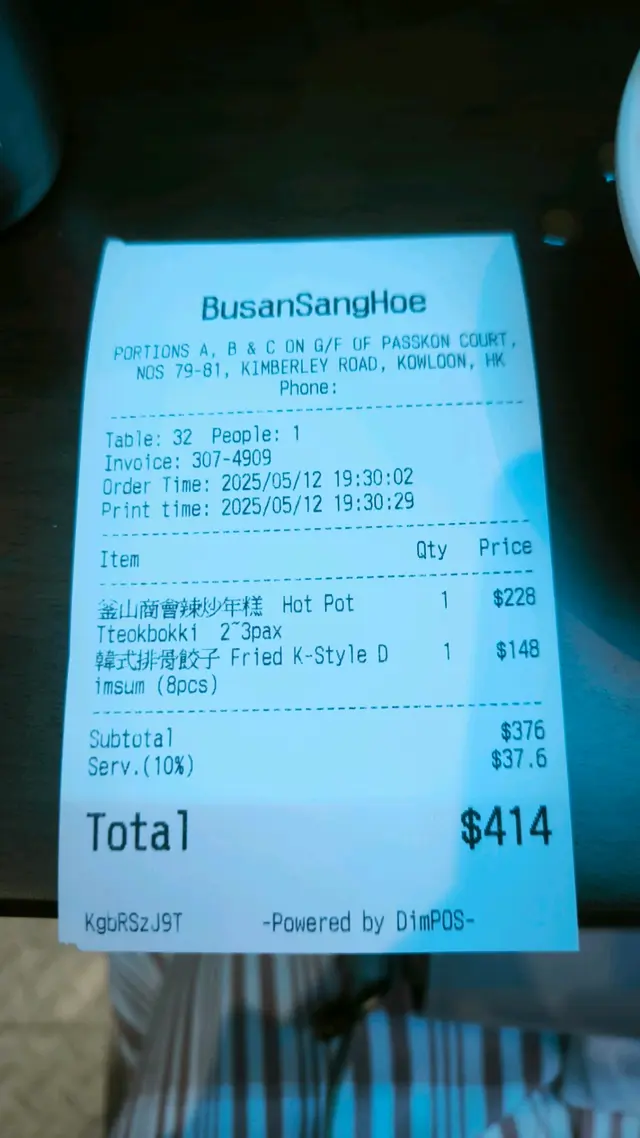 BusanSangHoe
PORTIONS A, B & C ON G/F OF PASSKON COURT,
NOS 79-81, KIMBERLEY ROAD, KOWLOON, HK
Phone:
Table: 32 People: 1
Invoice: 307-4909
Order Time: 2025/05/12 19:30:02
Print time: 2025/05/12 19:30:29
Item Qty Price
釜山商會辣炒年糕 Hot Pot 1 $228
Tteokbokki 2~3pax
韓式排骨餃子 Fried K-Style D 1 $148
imsum (8pcs)
Subtotal $376
Serv.(10%) $37.6
Total $414
KgbRSzJ9T -Powered by DimPOS-